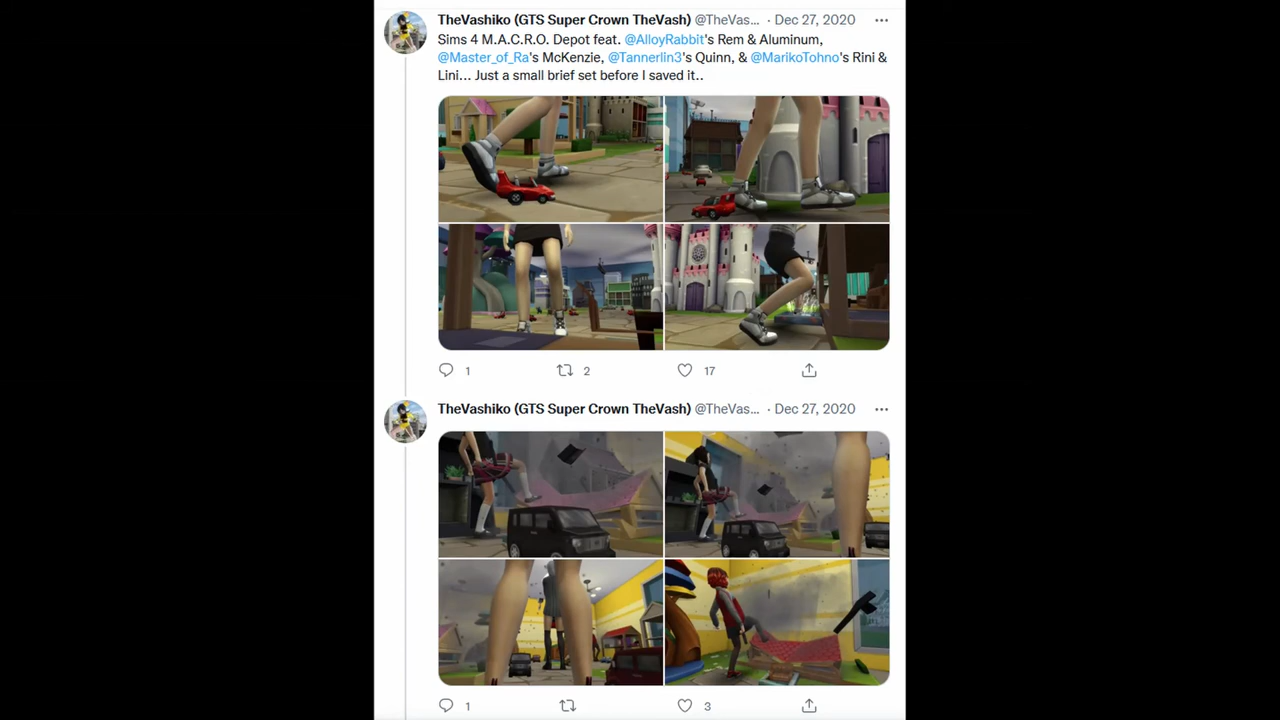 TheVashiko (GTS Super Crown TheVash) @TheVas... · Dec 27, 2020
Sims 4 M.A.C.R.O. Depot feat. @AlloyRabbit's Rem & Aluminum,
@Master_of_Ra's McKenzie, @Tannerlin3's Quinn, & @MarikoTohno's Rini &
Lini... Just a small brief set before I saved it..
1 2 17
TheVashiko (GTS Super Crown TheVash) @TheVas... · Dec 27, 2020
1 3